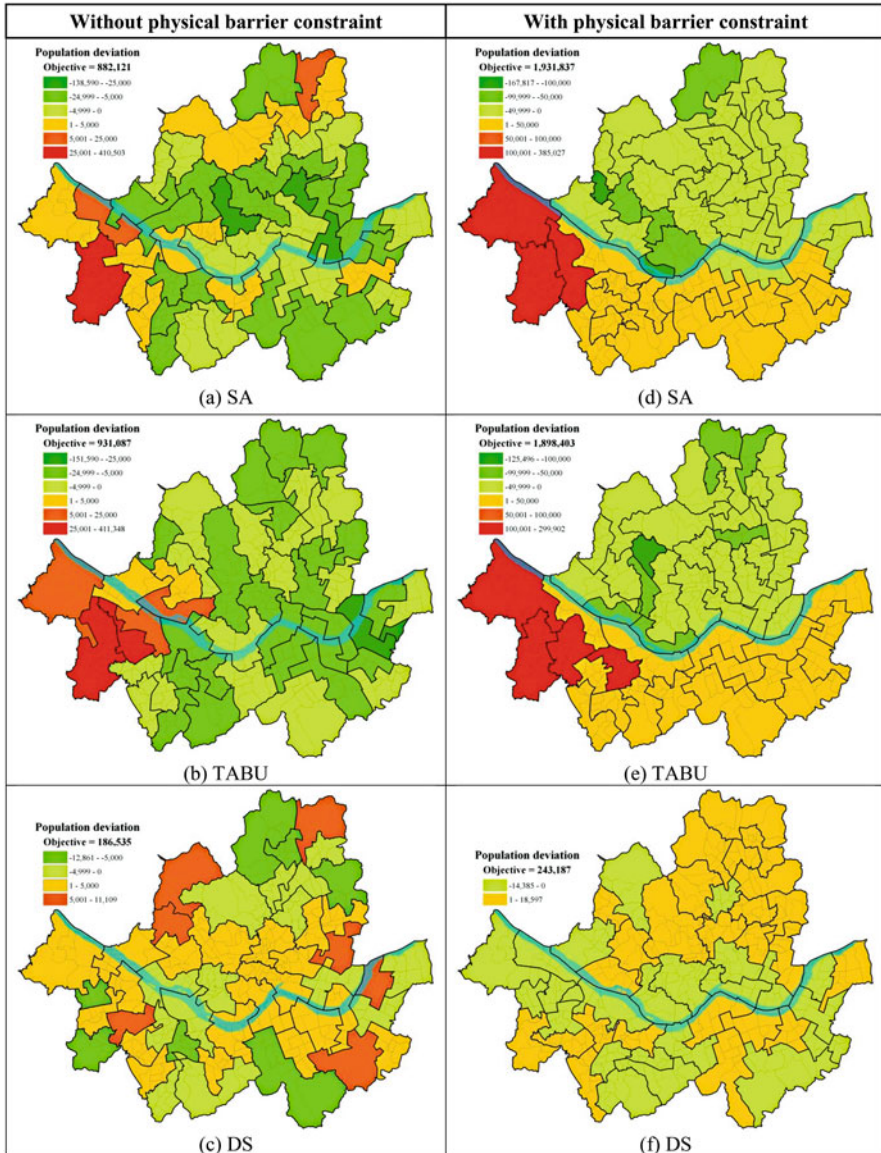 Without physical barrier constraint
With physical barrier constraint
Population deviation
Objective = 882,121
-138,590 - -25,000
-24,999 - -5,000
-4,999 - 0
1 - 5,000
5,001 - 25,000
25,001 - 410,503
(a) SA
Population deviation
Objective = 1,931,837
-167,817 - -100,000
-99,999 - -50,000
-49,999 - 0
1 - 50,000
50,001 - 100,000
100,001 - 385,027
(d) SA
Population deviation
Objective = 931,087
-151,590 - -25,000
-24,999 - -5,000
-4,999 - 0
1 - 5,000
5,001 - 25,000
25,001 - 411,348
(b) TABU
Population deviation
Objective = 1,898,403
-125,496 - -100,000
-99,999 - -50,000
-49,999 - 0
1 - 50,000
50,001 - 100,000
100,001 - 299,902
(e) TABU
Population deviation
Objective = 186,535
-12,861 - -5,000
-4,999 - 0
1 - 5,000
5,001 - 11,109
(c) DS
Population deviation
Objective = 243,187
-14,385 - 0
1 - 18,597
(f) DS